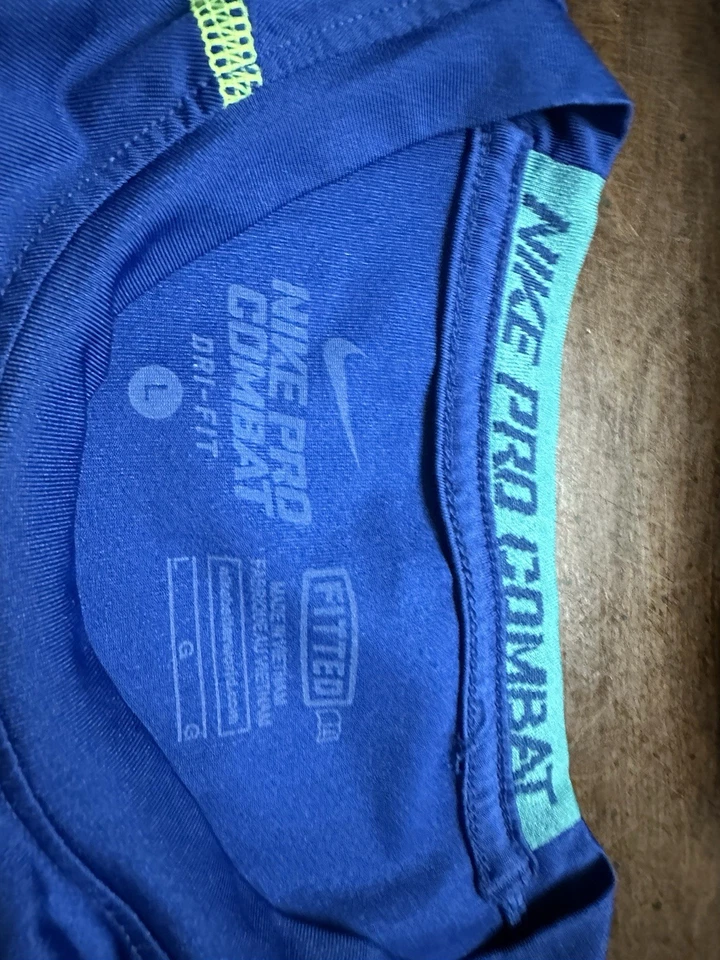 NIKE PRO COMBAT
NIKE PRO
COMBAT
DRI-FIT
L
FITTED
MADE IN VIETNAM
FABRIQUÉ AU VIETNAM
G
G